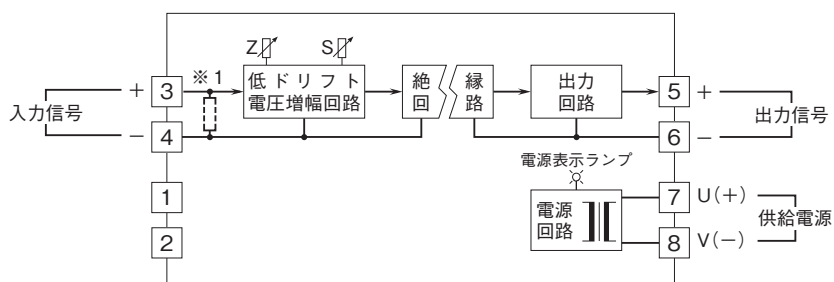 Z
S
※1
低ドリフト
電圧増幅回路
絶
回
縁
路
出力
回路
入力信号
+ 3
− 4
1
2
5 +
6 −
出力信号
電源表示ランプ
電源
回路
7 U(+)
8 V(−)
供給電源